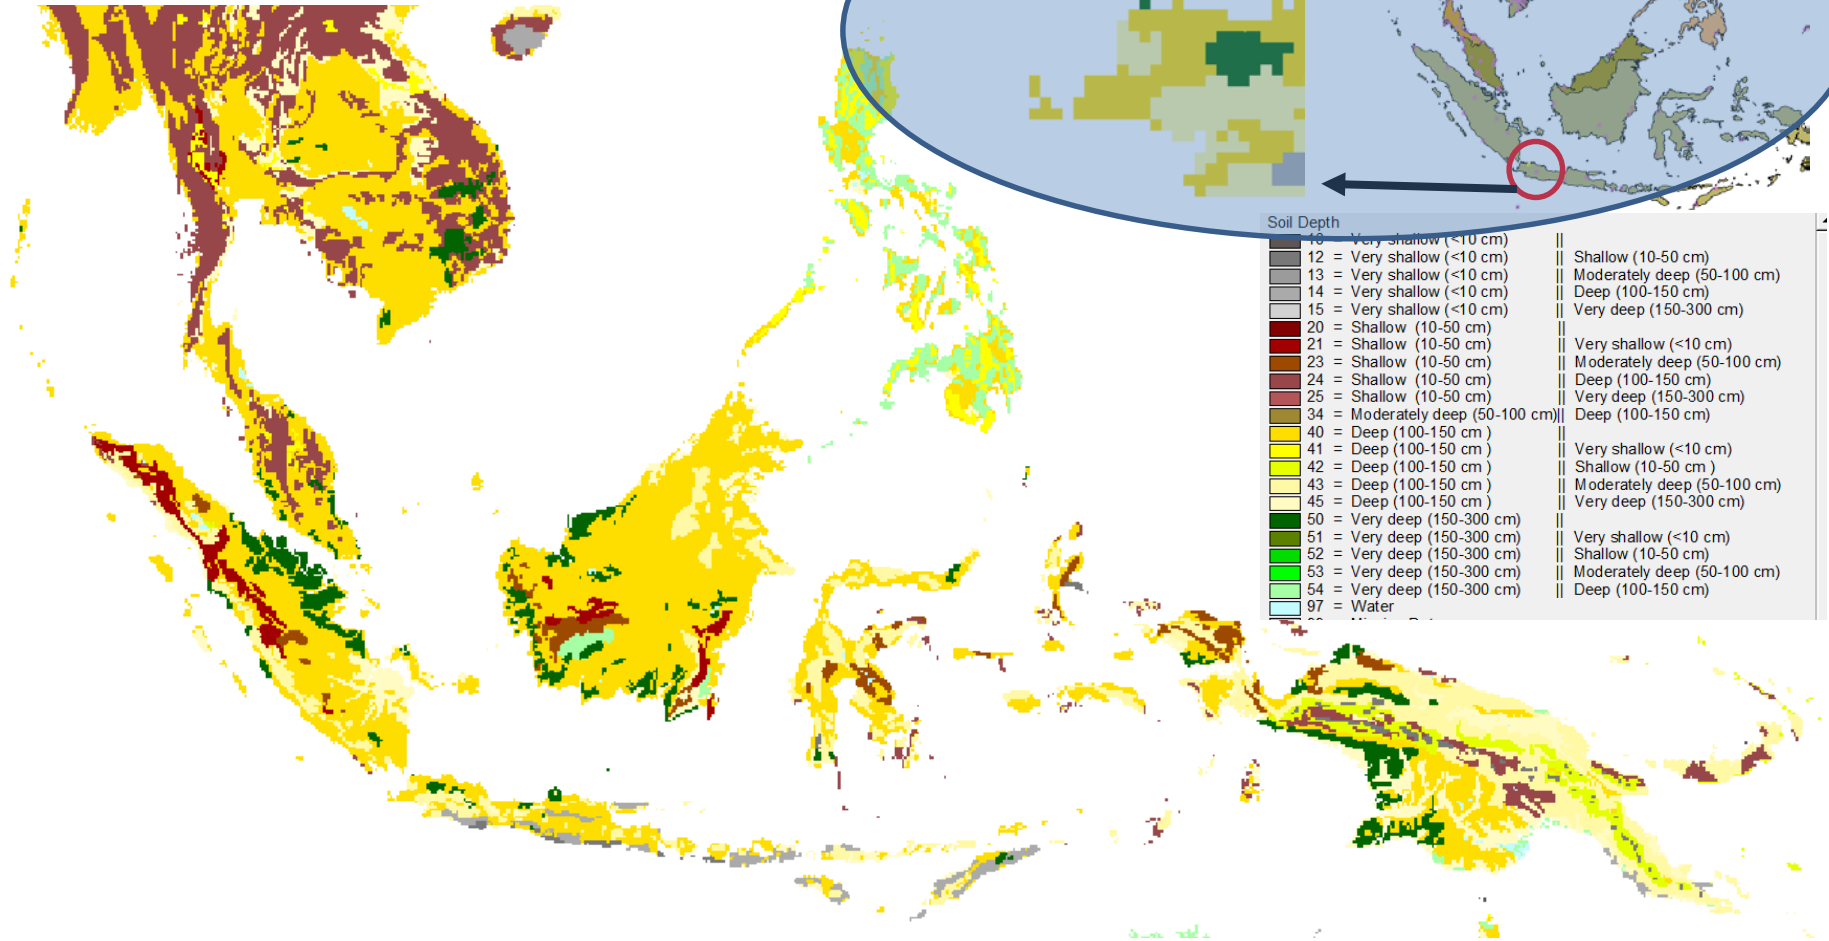 Soil Depth
10 = Very shallow (<10 cm) ||
12 = Very shallow (<10 cm) || Shallow (10-50 cm)
13 = Very shallow (<10 cm) || Moderately deep (50-100 cm)
14 = Very shallow (<10 cm) || Deep (100-150 cm)
15 = Very shallow (<10 cm) || Very deep (150-300 cm)
20 = Shallow (10-50 cm) ||
21 = Shallow (10-50 cm) || Very shallow (<10 cm)
23 = Shallow (10-50 cm) || Moderately deep (50-100 cm)
24 = Shallow (10-50 cm) || Deep (100-150 cm)
25 = Shallow (10-50 cm) || Very deep (150-300 cm)
34 = Moderately deep (50-100 cm)|| Deep (100-150 cm)
40 = Deep (100-150 cm ) ||
41 = Deep (100-150 cm ) || Very shallow (<10 cm)
42 = Deep (100-150 cm ) || Shallow (10-50 cm )
43 = Deep (100-150 cm ) || Moderately deep (50-100 cm)
45 = Deep (100-150 cm ) || Very deep (150-300 cm)
50 = Very deep (150-300 cm) ||
51 = Very deep (150-300 cm) || Very shallow (<10 cm)
52 = Very deep (150-300 cm) || Shallow (10-50 cm)
53 = Very deep (150-300 cm) || Moderately deep (50-100 cm)
54 = Very deep (150-300 cm) || Deep (100-150 cm)
97 = Water